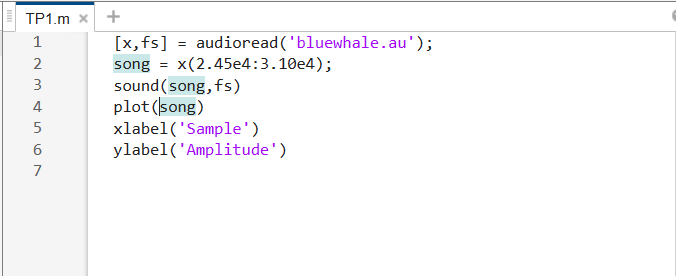 TP1.m × +
1 [x,fs] = audioread('bluewhale.au');
2 song = x(2.45e4:3.10e4);
3 sound(song,fs)
4 plot(song)
5 xlabel('Sample')
6 ylabel('Amplitude')
7